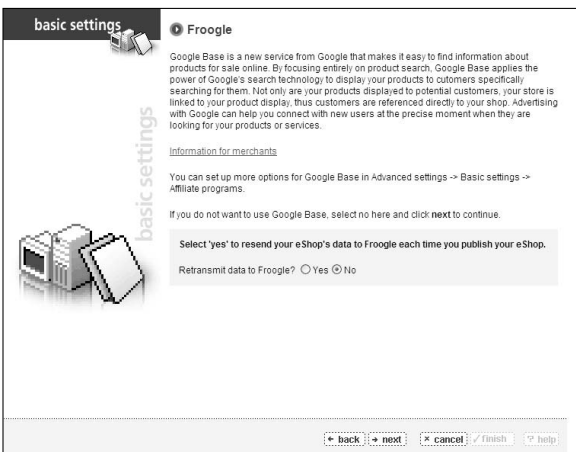 basic settings
Froogle
Google Base is a new service from Google that makes it easy to find information about
products for sale online. By focusing entirely on product search, Google Base applies the
power of Google's search technology to display your products to cutomers specifically
searching for them. Not only are your products displayed to potential customers, your store is
linked to your product display, thus customers are referenced directly to your shop. Advertising
with Google can help you connect with new users at the precise moment when they are
looking for your products or services.
Information for merchants
You can set up more options for Google Base in Advanced settings -> Basic settings ->
Affiliate programs.
If you do not want to use Google Base, select no here and click next to continue.
basic settings
Select 'yes' to resend your eShop's data to Froogle each time you publish your eShop.
Retransmit data to Froogle? Yes No
back next cancel finish help